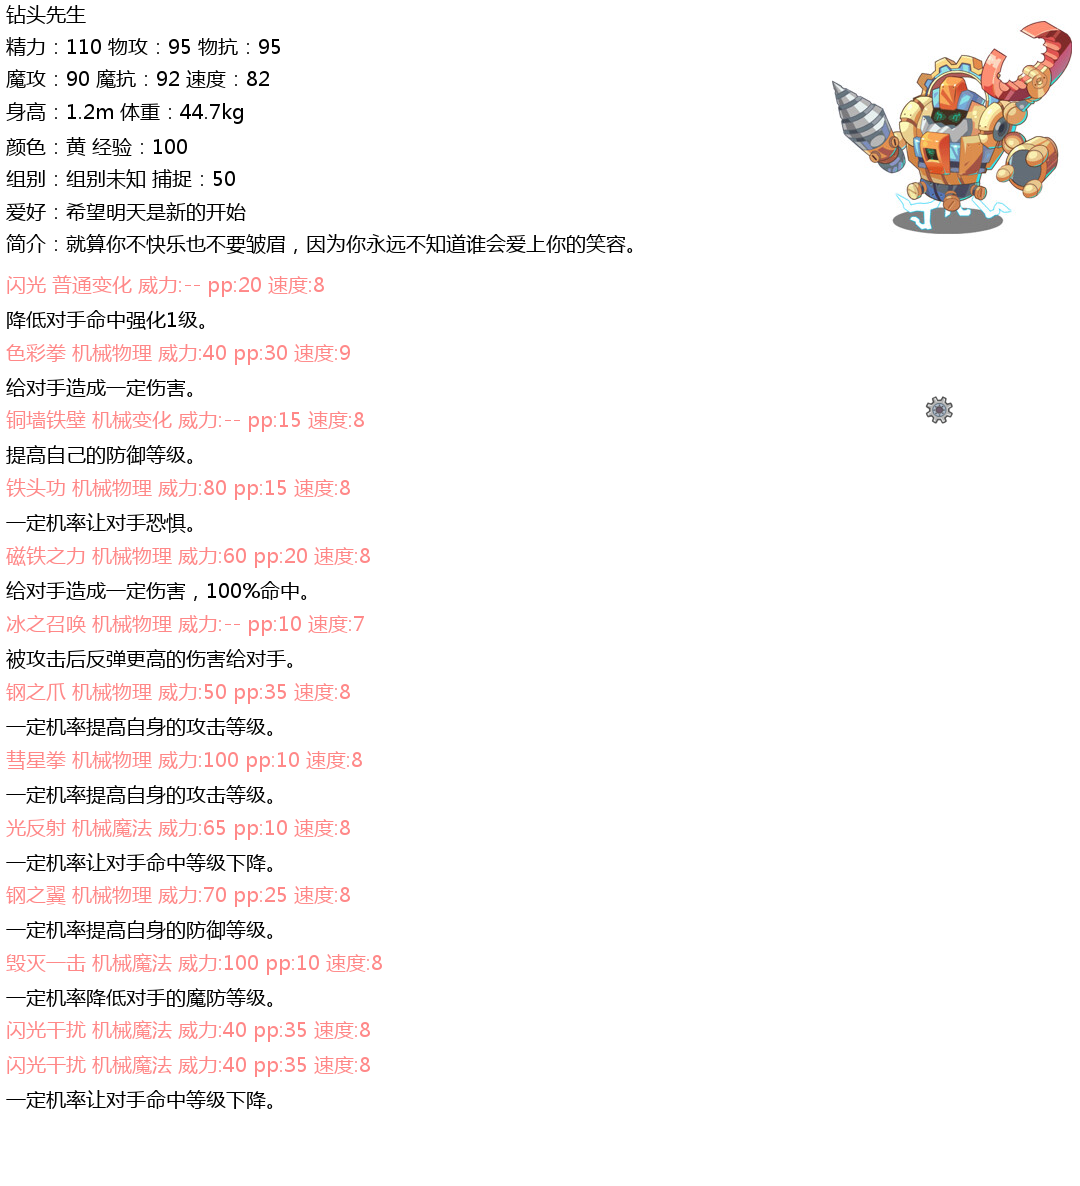 钻头先生
精力：110 物攻：95 物抗：95
魔攻：90 魔抗：92 速度：82
身高：1.2m 体重：44.7kg
颜色：黄 经验：100
组别：组别未知 捕捉：50
爱好：希望明天是新的开始
简介：就算你不快乐也不要皱眉，因为你永远不知道谁会爱上你的笑容。
闪光 普通变化 威力:-- pp:20 速度:8
降低对手命中强化1级。
色彩拳 机械物理 威力:40 pp:30 速度:9
给对手造成一定伤害。
铜墙铁壁 机械变化 威力:-- pp:15 速度:8
提高自己的防御等级。
铁头功 机械物理 威力:80 pp:15 速度:8
一定机率让对手恐惧。
磁铁之力 机械物理 威力:60 pp:20 速度:8
给对手造成一定伤害，100%命中。
冰之召唤 机械物理 威力:-- pp:10 速度:7
被攻击后反弹更高的伤害给对手。
钢之爪 机械物理 威力:50 pp:35 速度:8
一定机率提高自身的攻击等级。
彗星拳 机械物理 威力:100 pp:10 速度:8
一定机率提高自身的攻击等级。
光反射 机械魔法 威力:65 pp:10 速度:8
一定机率让对手命中等级下降。
钢之翼 机械物理 威力:70 pp:25 速度:8
一定机率提高自身的防御等级。
毁灭一击 机械魔法 威力:100 pp:10 速度:8
一定机率降低对手的魔防等级。
闪光干扰 机械魔法 威力:40 pp:35 速度:8
闪光干扰 机械魔法 威力:40 pp:35 速度:8
一定机率让对手命中等级下降。